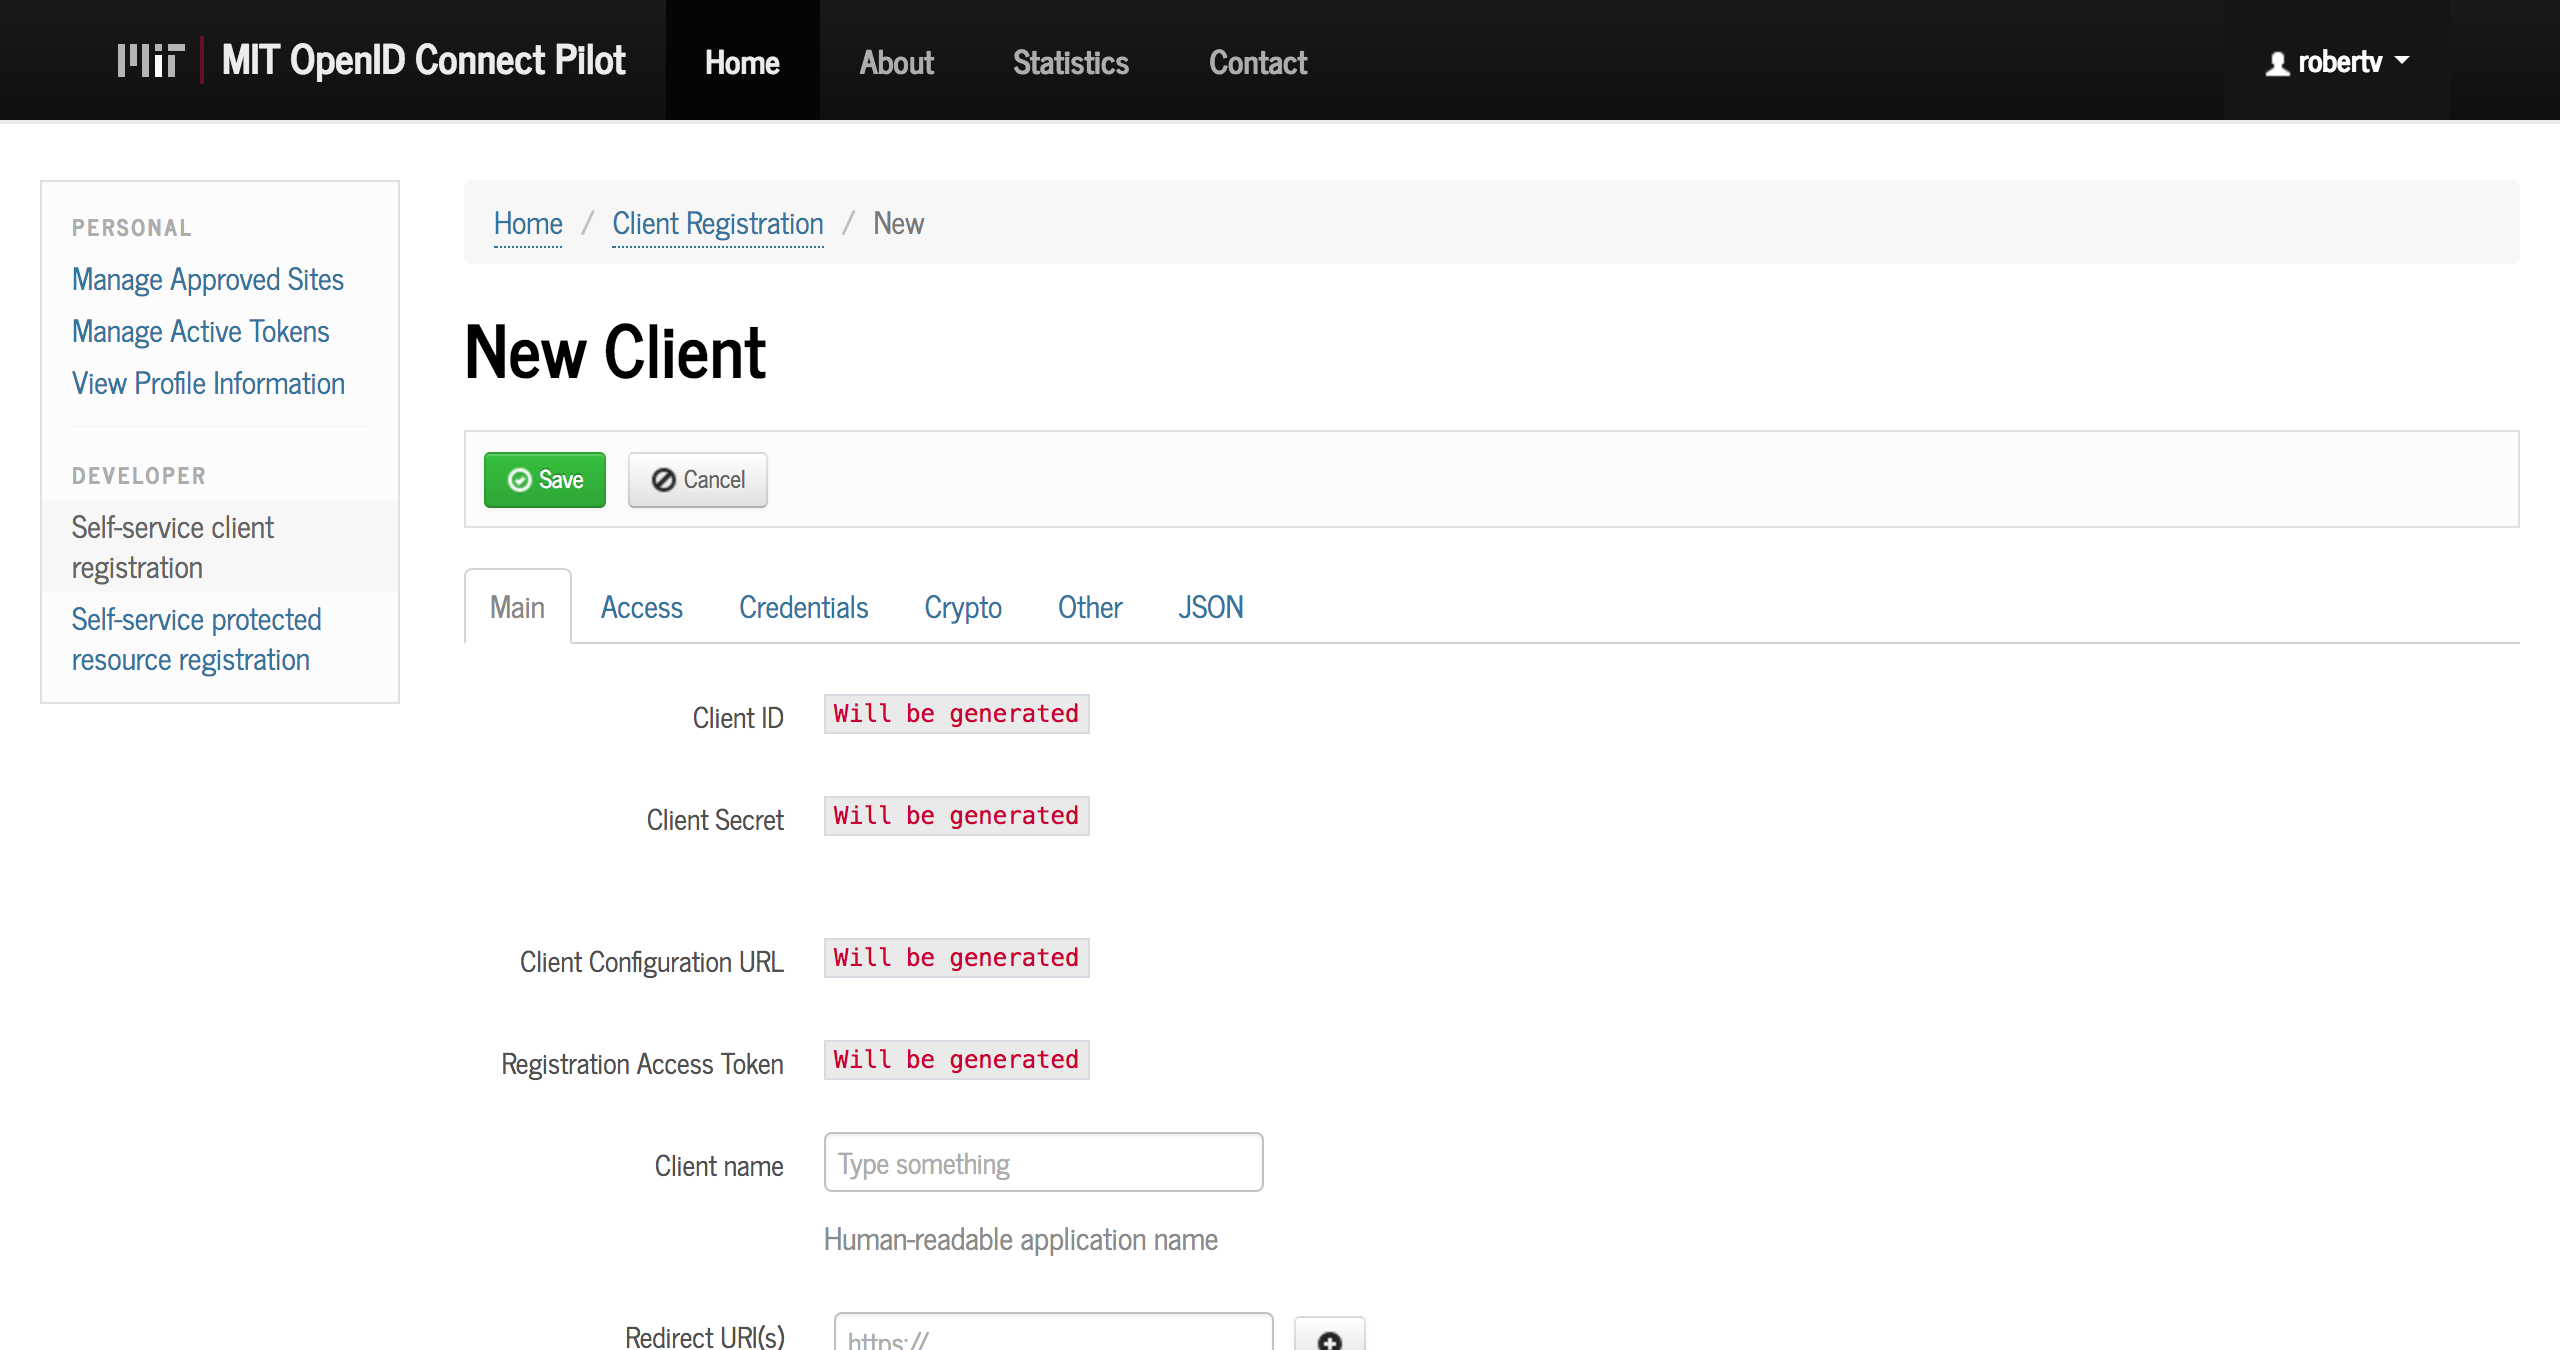 MIT OpenID Connect Pilot
Home
About
Statistics
Contact
robertv
PERSONAL
Manage Approved Sites
Manage Active Tokens
View Profile Information
DEVELOPER
Self-service client
registration
Self-service protected
resource registration
Home / Client Registration / New
New Client
Save
Cancel
Main
Access
Credentials
Crypto
Other
JSON
Client ID
Will be generated
Client Secret
Will be generated
Client Configuration URL
Will be generated
Registration Access Token
Will be generated
Client name
Type something
Human-readable application name
Redirect URI(s)
https://